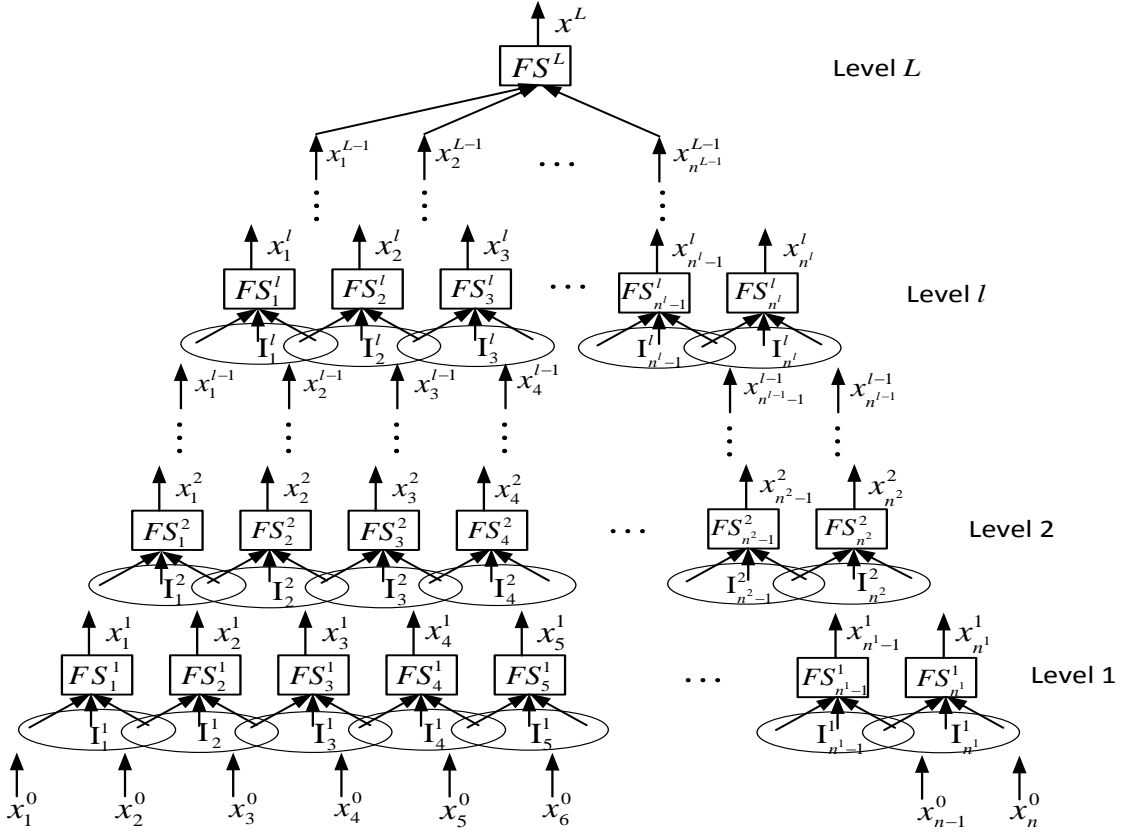 x^L
FS^L Level L
x_1^{L-1} x_2^{L-1} ... x_{n^{L-1}}^{L-1}
x_1^l x_2^l x_3^l x_{n^l-1}^l x_{n^l}^l
FS_1^l FS_2^l FS_3^l ... FS_{n^l-1}^l FS_{n^l}^l Level l
I_1^l I_2^l I_3^l I_{n^l-1}^l I_{n^l}^l
x_1^{l-1} x_2^{l-1} x_3^{l-1} x_4^{l-1} x_{n^{l-1}-1}^{l-1} x_{n^{l-1}}^{l-1}
x_1^2 x_2^2 x_3^2 x_4^2 x_{n^2-1}^2 x_{n^2}^2
FS_1^2 FS_2^2 FS_3^2 FS_4^2 ... FS_{n^2-1}^2 FS_{n^2}^2 Level 2
I_1^2 I_2^2 I_3^2 I_4^2 I_{n^2-1}^2 I_{n^2}^2
x_1^1 x_2^1 x_3^1 x_4^1 x_5^1 x_{n^1-1}^1 x_{n^1}^1
FS_1^1 FS_2^1 FS_3^1 FS_4^1 FS_5^1 ... FS_{n^1-1}^1 FS_{n^1}^1 Level 1
I_1^1 I_2^1 I_3^1 I_4^1 I_5^1 I_{n^1-1}^1 I_{n^1}^1
x_1^0 x_2^0 x_3^0 x_4^0 x_5^0 x_6^0 x_{n-1}^0 x_n^0